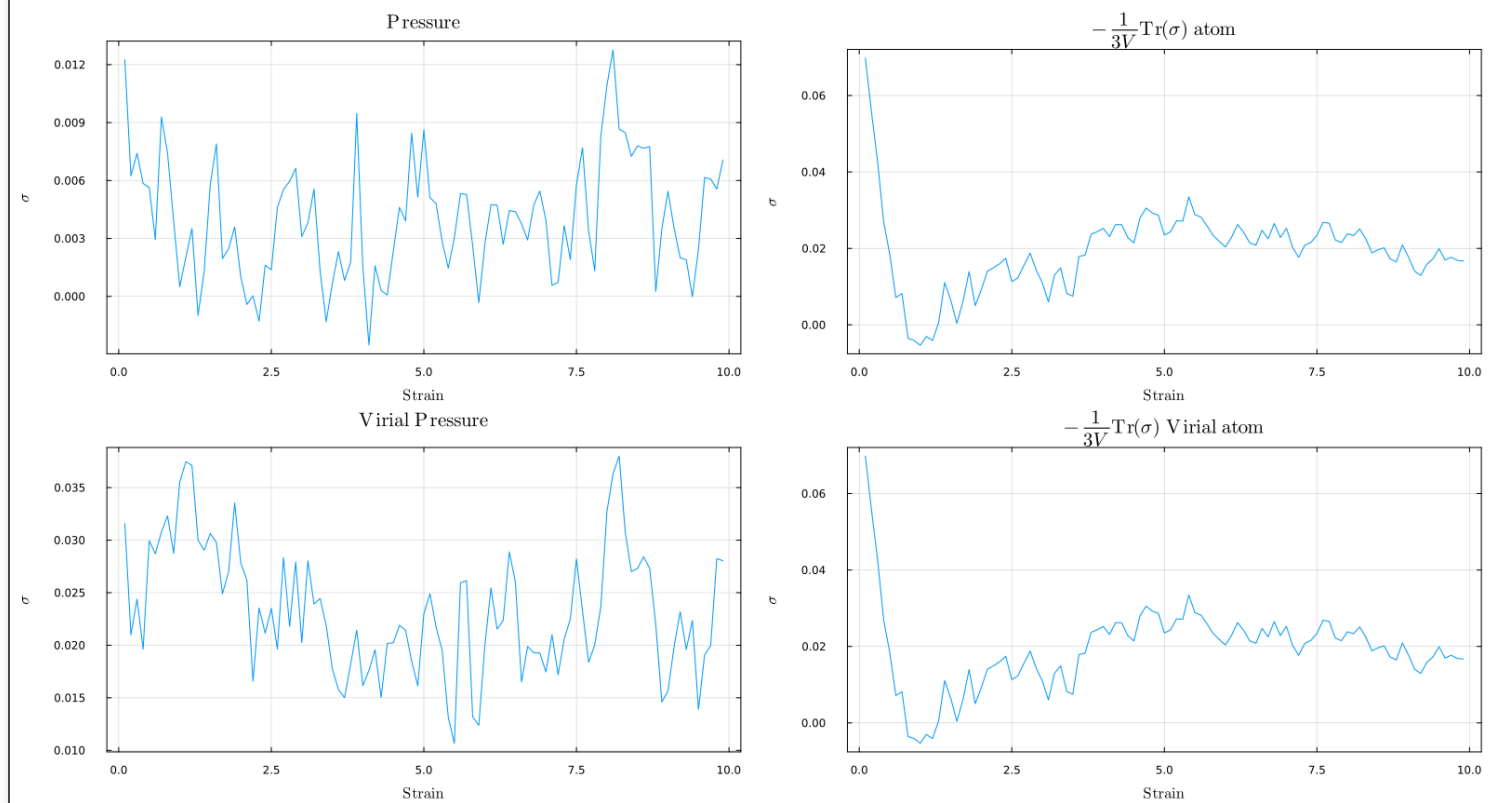 Pressure
0.012
0.009
0.006
0.003
0.000
σ
0.0 2.5 5.0 7.5 10.0
Strain
− 1/3V Tr(σ) atom
0.06
0.04
0.02
0.00
σ
0.0 2.5 5.0 7.5 10.0
Strain
Virial Pressure
0.035
0.030
0.025
0.020
0.015
0.010
σ
0.0 2.5 5.0 7.5 10.0
Strain
− 1/3V Tr(σ) Virial atom
0.06
0.04
0.02
0.00
σ
0.0 2.5 5.0 7.5 10.0
Strain